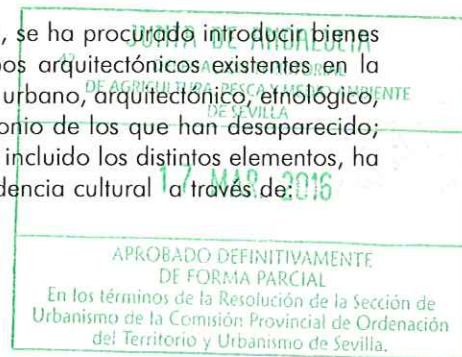 , se ha procurado introducir bienes
JUNTA DE ANDALUCIA
os arquitectónicos existentes en la
DE AGRICULTURA, PESCA Y MEDIO AMBIENTE
urbano, arquitectónico, etnológico,
DE SEVILLA
onio de los que han desaparecido;
incluido los distintos elementos, ha
17 MAR. 2016
dencia cultural a través de:
APROBADO DEFINITIVAMENTE
DE FORMA PARCIAL
En los términos de la Resolución de la Sección de
Urbanismo de la Comisión Provincial de Ordenación
del Territorio y Urbanismo de Sevilla.